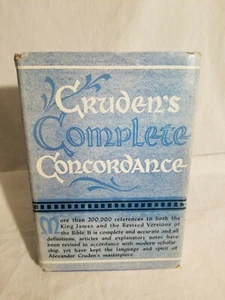 Cruden's
Complete
Concordance
More than 200,000 references to both the
King James and the Revised Versions of
the Bible. It is complete and accurate and all
definitions, articles and explanatory notes have
been revised to accordance with modern scholar-
ship, yet have kept the language and spirit of
Alexander Cruden's masterpiece.